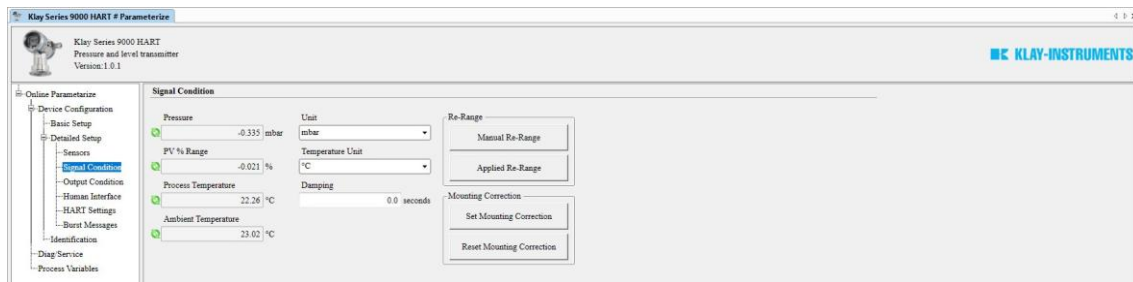 Klay Series 9000 HART # Parameterize
Klay Series 9000 HART
Pressure and level transmitter
Version:1.0.1
KLAY-INSTRUMENTS
Online Parametarize
Device Configuration
Basic Setup
Detailed Setup
Sensors
Signal Condition
Output Condition
Human Interface
HART Settings
Burst Messages
Identification
Diag/Service
Process Variables
Signal Condition
Pressure
-0.335 mbar
PV % Range
-0.021 %
Process Temperature
22.26 °C
Ambient Temperature
23.02 °C
Unit
mbar
Temperature Unit
°C
Damping
0.0 seconds
Re-Range
Manual Re-Range
Applied Re-Range
Mounting Correction
Set Mounting Correction
Reset Mounting Correction